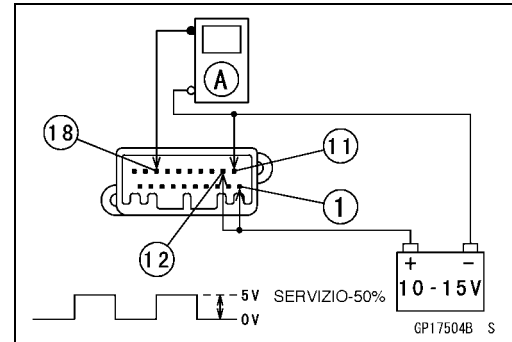 A
18
11
12
1
+ -
10-15V
5V SERVIZIO-50%
0V
GP17504B S